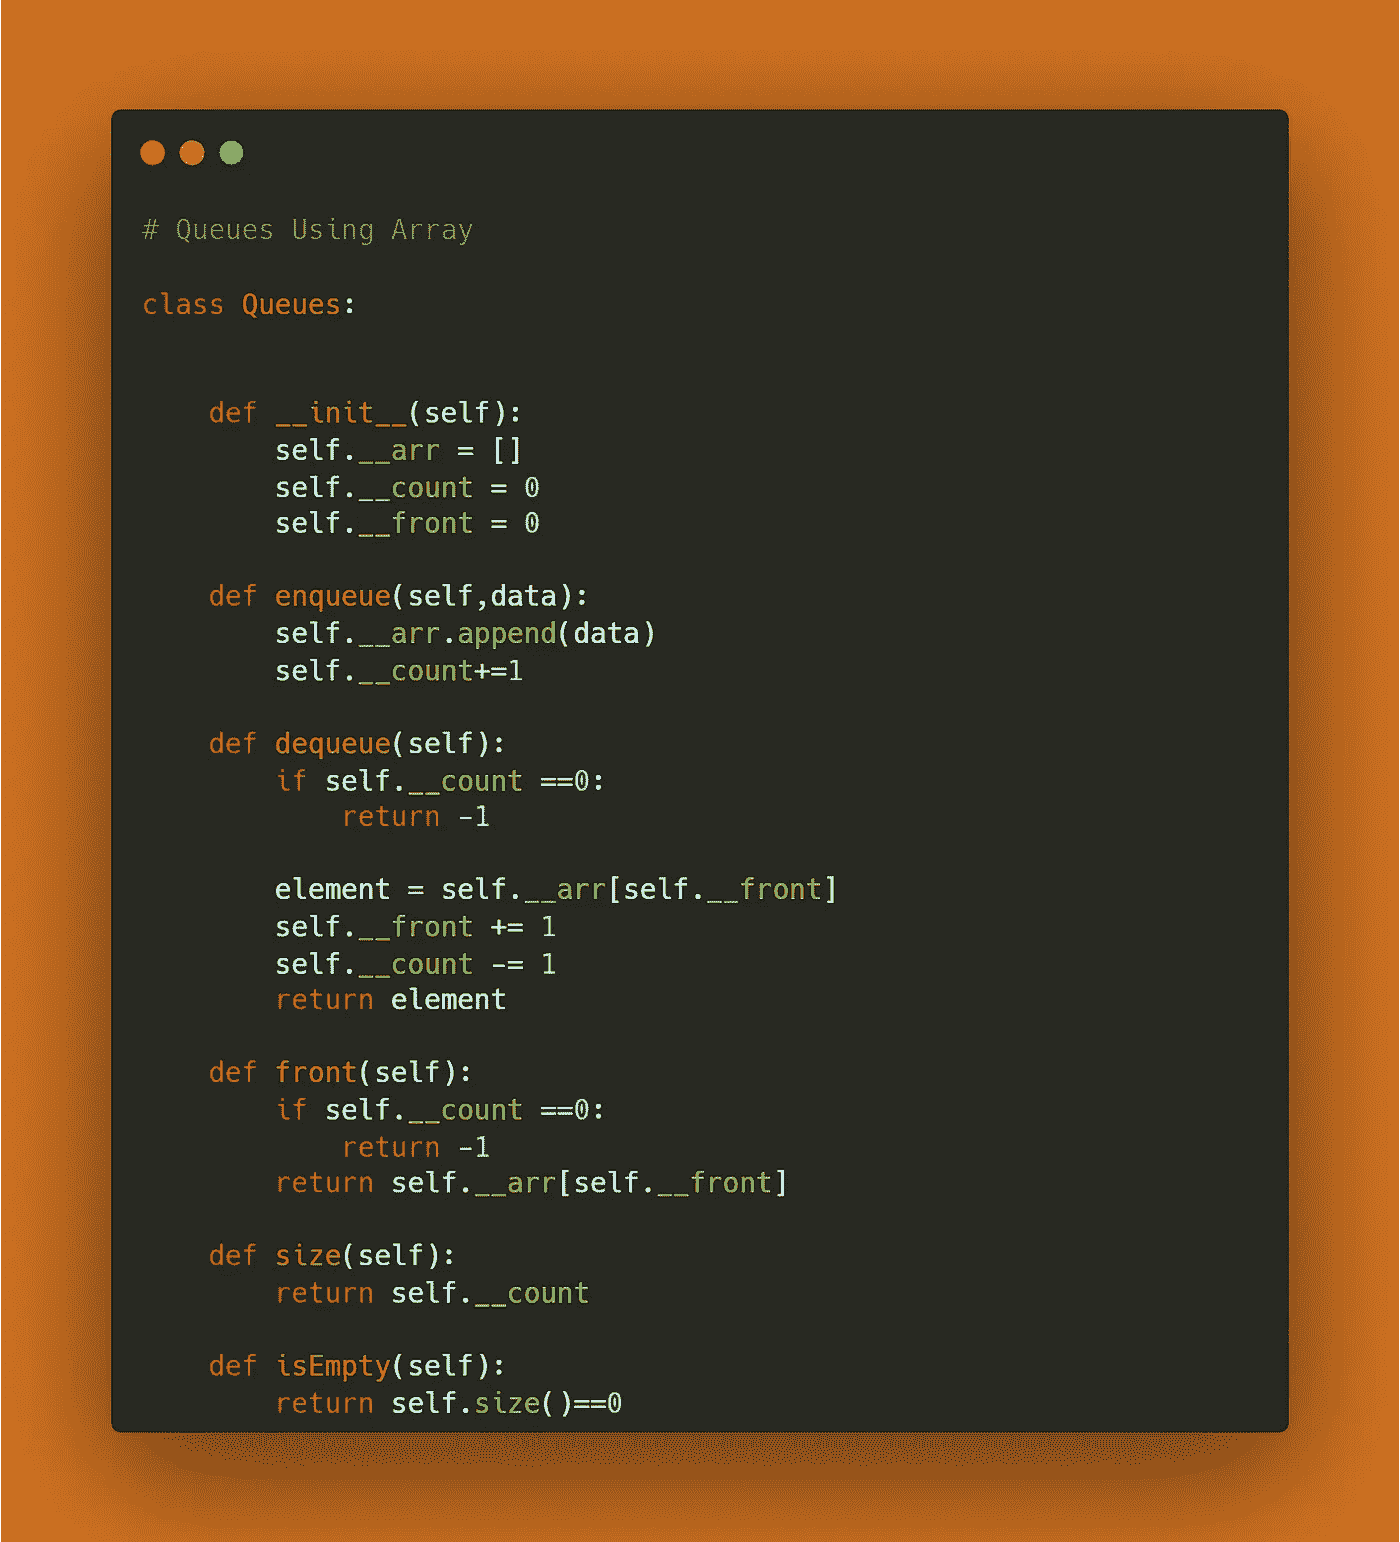 # Queues Using Array
class Queues:
def __init__(self):
self.__arr = []
self.__count = 0
self.__front = 0
def enqueue(self,data):
self.__arr.append(data)
self.__count+=1
def dequeue(self):
if self.__count ==0:
return -1
element = self.__arr[self.__front]
self.__front += 1
self.__count -= 1
return element
def front(self):
if self.__count ==0:
return -1
return self.__arr[self.__front]
def size(self):
return self.__count
def isEmpty(self):
return self.size()==0